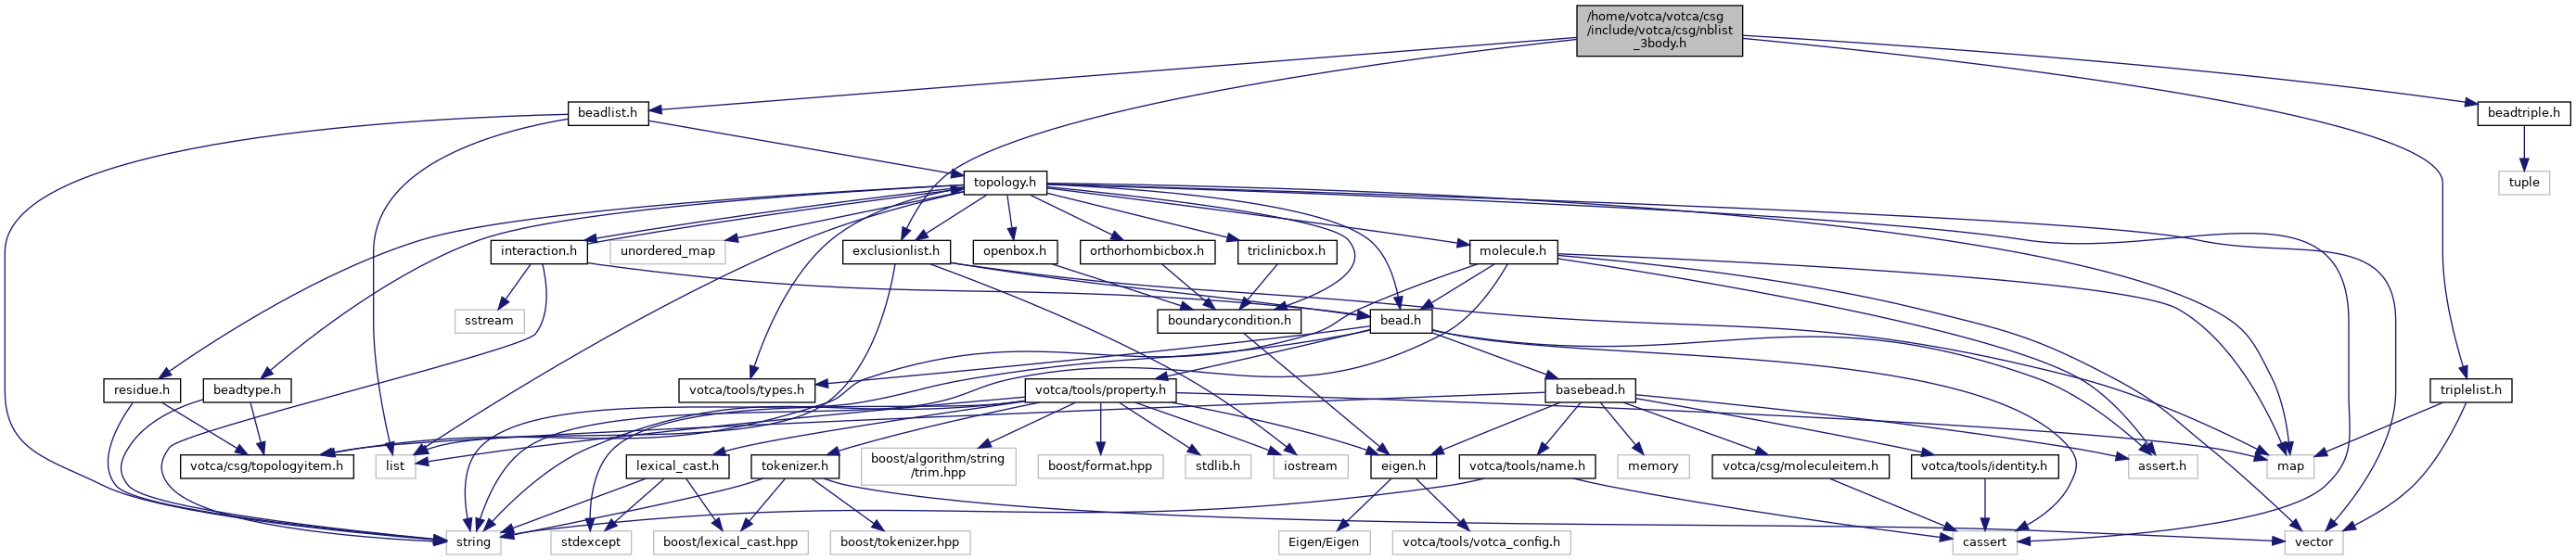 /home/votca/votca/csg
/include/votca/csg/nblist
_3body.h
beadlist.h
beadtriple.h
topology.h
tuple
interaction.h
unordered_map
exclusionlist.h
openbox.h
orthorhombicbox.h
triclinicbox.h
molecule.h
sstream
boundarycondition.h
bead.h
residue.h
beadtype.h
votca/tools/types.h
votca/tools/property.h
basebead.h
triplelist.h
votca/csg/topologyitem.h
list
lexical_cast.h
tokenizer.h
boost/algorithm/string
/trim.hpp
boost/format.hpp
stdlib.h
iostream
eigen.h
votca/tools/name.h
memory
votca/csg/moleculeitem.h
votca/tools/identity.h
assert.h
map
string
stdexcept
boost/lexical_cast.hpp
boost/tokenizer.hpp
Eigen/Eigen
votca/tools/votca_config.h
cassert
vector